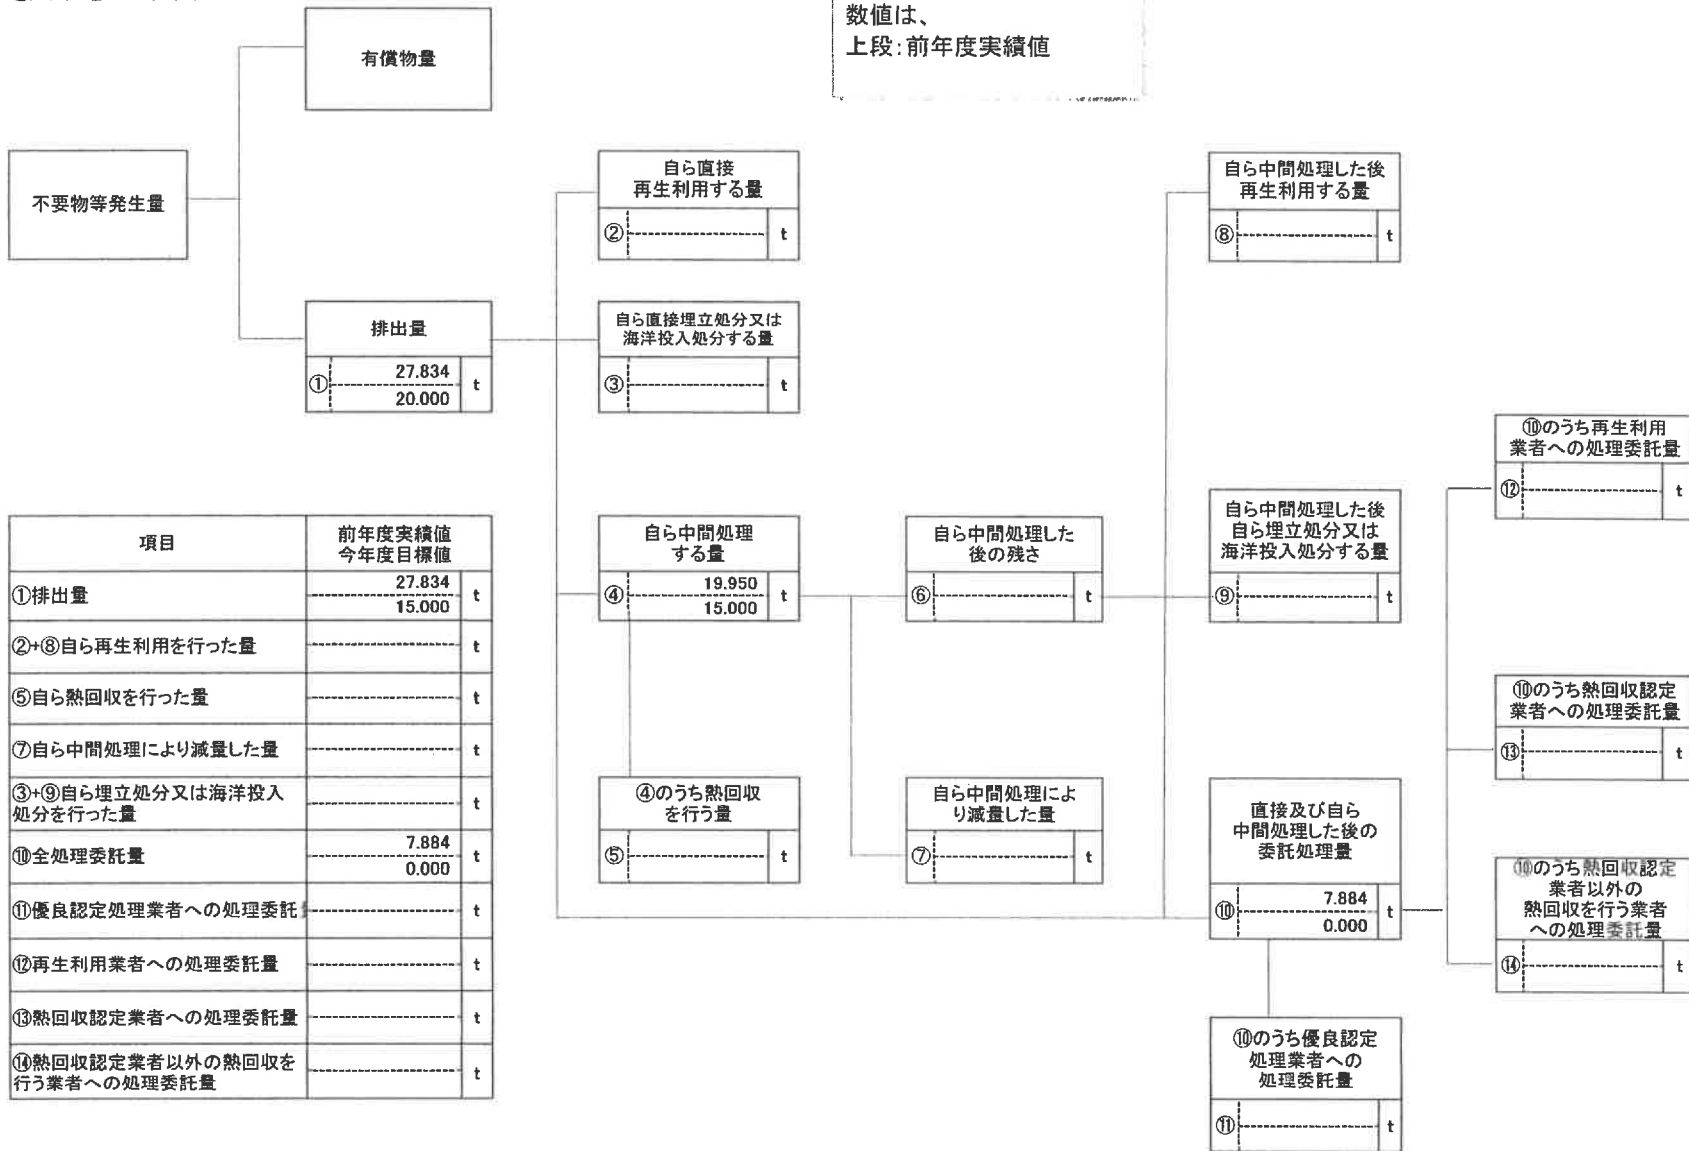 数値は、
上段：前年度実績値
有償物量
不要物等発生量
排出量
① 27.834 t
20.000
自ら直接
再生利用する量
② t
自ら直接埋立処分又は
海洋投入処分する量
③ t
自ら中間処理した後
再生利用する量
⑧ t
自ら中間処理
する量
④ 19.950 t
15.000
自ら中間処理した
後の残さ
⑥ t
自ら中間処理した後
自ら埋立処分又は
海洋投入処分する量
⑨ t
⑩のうち再生利用
業者への処理委託量
⑫ t
⑩のうち熱回収認定
業者への処理委託量
⑬ t
④のうち熱回収
を行う量
⑤ t
自ら中間処理によ
り減量した量
⑦ t
直接及び自ら
中間処理した後の
委託処理量
⑩ 7.884 t
0.000
⑩のうち熱回収認定
業者以外の
熱回収を行う業者
への処理委託量
⑭ t
⑩のうち優良認定
処理業者への
処理委託量
⑪ t
項目 前年度実績値
今年度目標値
①排出量 27.834 t
15.000
②+⑧自ら再生利用を行った量 t
⑤自ら熱回収を行った量 t
⑦自ら中間処理により減量した量 t
③+⑨自ら埋立処分又は海洋投入
処分を行った量 t
⑩全処理委託量 7.884 t
0.000
⑪優良認定処理業者への処理委託 t
⑫再生利用業者への処理委託量 t
⑬熱回収認定業者への処理委託量 t
⑭熱回収認定業者以外の熱回収を
行う業者への処理委託量 t